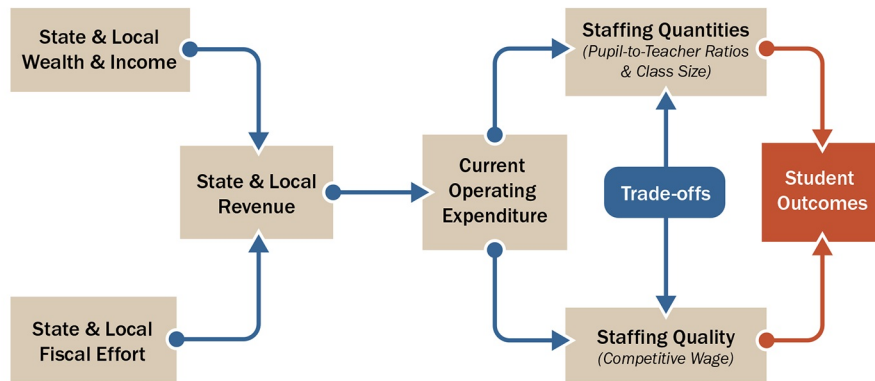 State & Local
Wealth & Income
State & Local
Revenue
State & Local
Fiscal Effort
Current
Operating
Expenditure
Staffing Quantities
(Pupil-to-Teacher Ratios
& Class Size)
Trade-offs
Staffing Quality
(Competitive Wage)
Student
Outcomes